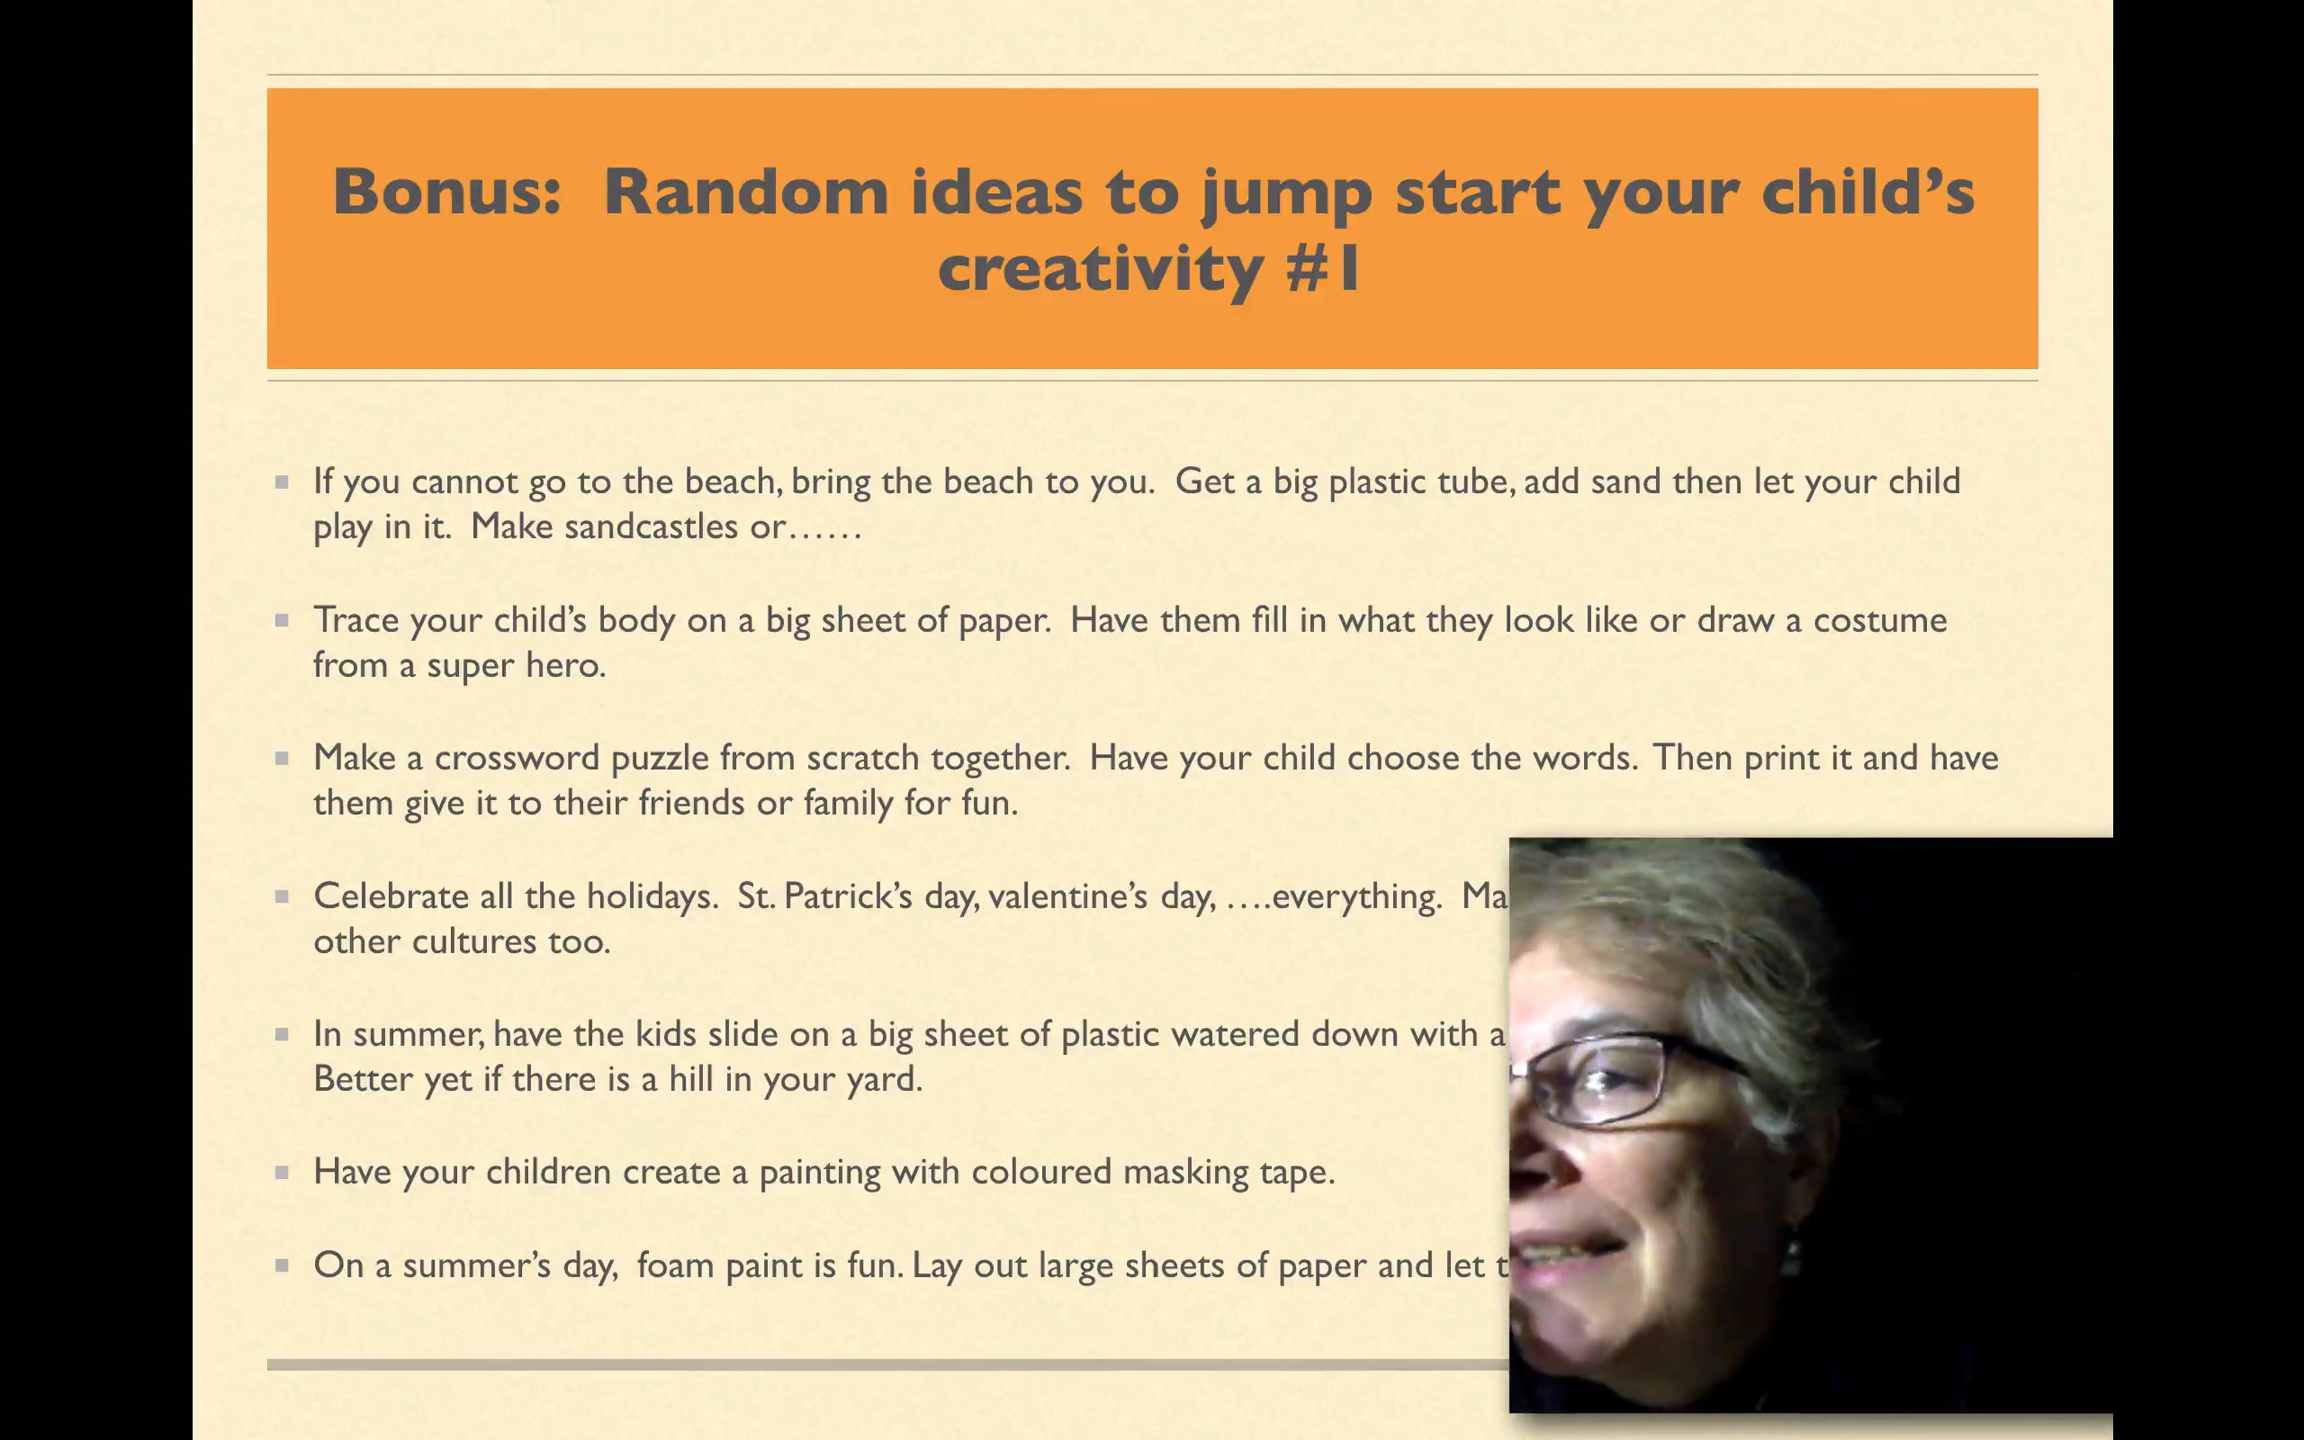 Bonus:  Random ideas to jump start your child’s
creativity #1
If you cannot go to the beach, bring the beach to you.  Get a big plastic tube, add sand then let your child
play in it.  Make sandcastles or……
Trace your child’s body on a big sheet of paper.  Have them fill in what they look like or draw a costume
from a super hero.
Make a crossword puzzle from scratch together.  Have your child choose the words.  Then print it and have
them give it to their friends or family for fun.
Celebrate all the holidays.  St. Patrick’s day, valentine’s day, ….everything.
other cultures too.
In summer, have the kids slide on a big sheet of plastic watered down with a
Better yet if there is a hill in your yard.
Have your children create a painting with coloured masking tape.
On a summer’s day,  foam paint is fun. Lay out large sheets of paper and let